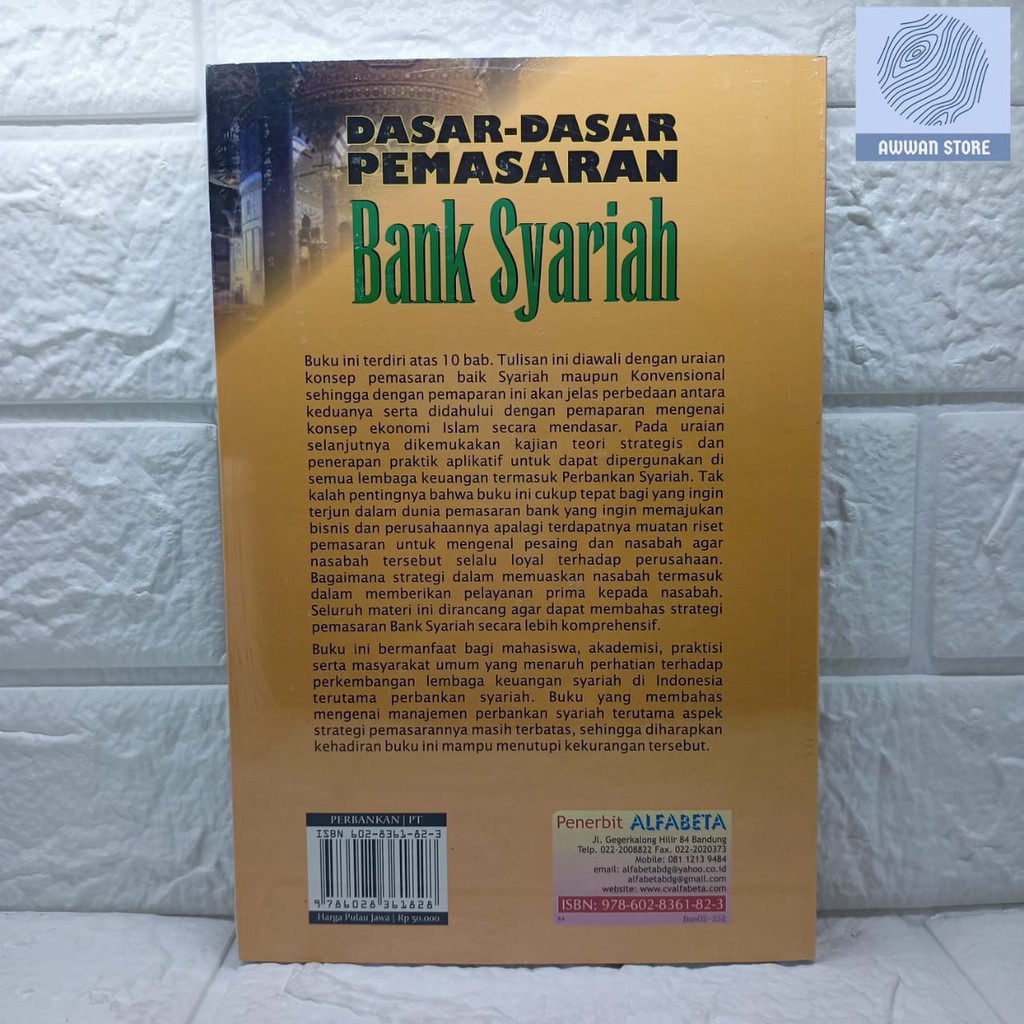 AWWAN STORE
DASAR-DASAR
PEMASARAN
Bank Syariah
Buku ini terdiri atas 10 bab. Tulisan ini diawali dengan uraian
konsep pemasaran baik Syariah maupun Konvensional
sehingga dengan pemaparan ini akan jelas perbedaan antara
keduanya serta didahului dengan pemaparan mengenai
konsep ekonomi Islam secara mendasar. Pada uraian
selanjutnya dikemukakan kajian teori strategis dan
penerapan praktik aplikatif untuk dapat dipergunakan di
semua lembaga keuangan termasuk Perbankan Syariah. Tak
kalah pentingnya bahwa buku ini cukup tepat bagi yang ingin
terjun dalam dunia pemasaran bank yang ingin memajukan
bisnis dan perusahaannya apalagi terdapatnya muatan riset
pemasaran untuk mengenal pesaing dan nasabah agar
nasabah tersebut selalu loyal terhadap perusahaan.
Bagaimana strategi dalam memuaskan nasabah termasuk
dalam memberikan pelayanan prima kepada nasabah.
Seluruh materi ini dirancang agar dapat membahas strategi
pemasaran Bank Syariah secara lebih komprehensif.
Buku ini bermanfaat bagi mahasiswa, akademisi, praktisi
serta masyarakat umum yang menaruh perhatian terhadap
perkembangan lembaga keuangan syariah di Indonesia
terutama perbankan syariah. Buku yang membahas
mengenai manajemen perbankan syariah terutama aspek
strategi pemasarannya masih terbatas, sehingga diharapkan
kehadiran buku ini mampu menutupi kekurangan tersebut.
PERBANKAN | PT
ISBN 602-8361-82-3
9 786028 361828
Harga Pulau Jawa | Rp 50.000
Penerbit ALFABETA
Jl. Gegerkalong Hilir 84 Bandung
Telp. 022-2008822 Fax. 022-2020373
Mobile: 081 1213 9484
email: alfabetabdg@yahoo.co.id
alfabetabdg@gmail.com
website: www.cvalfabeta.com
ISBN: 978-602-8361-82-3
Ban02-252